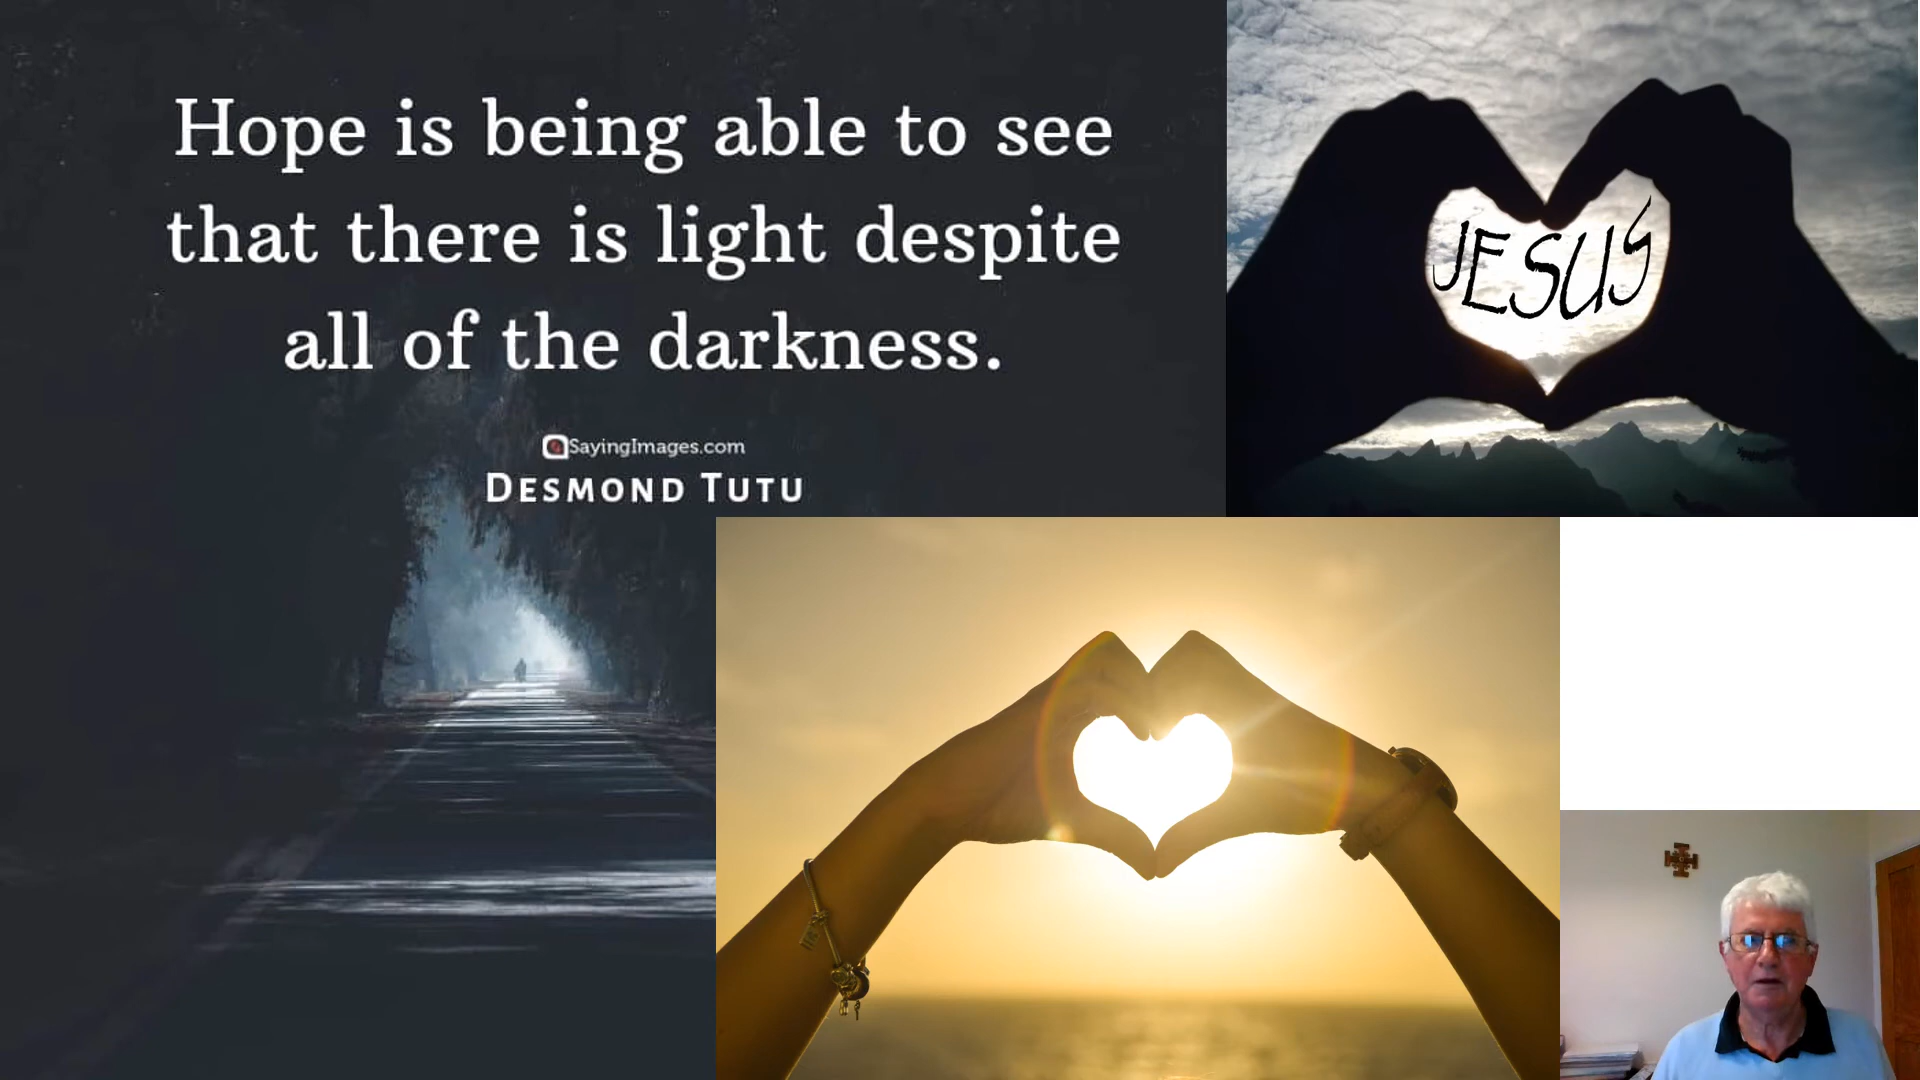 Hope is being able to see
that there is light despite
all of the darkness.
SayingImages.com
DESMOND TUTU
JESUS